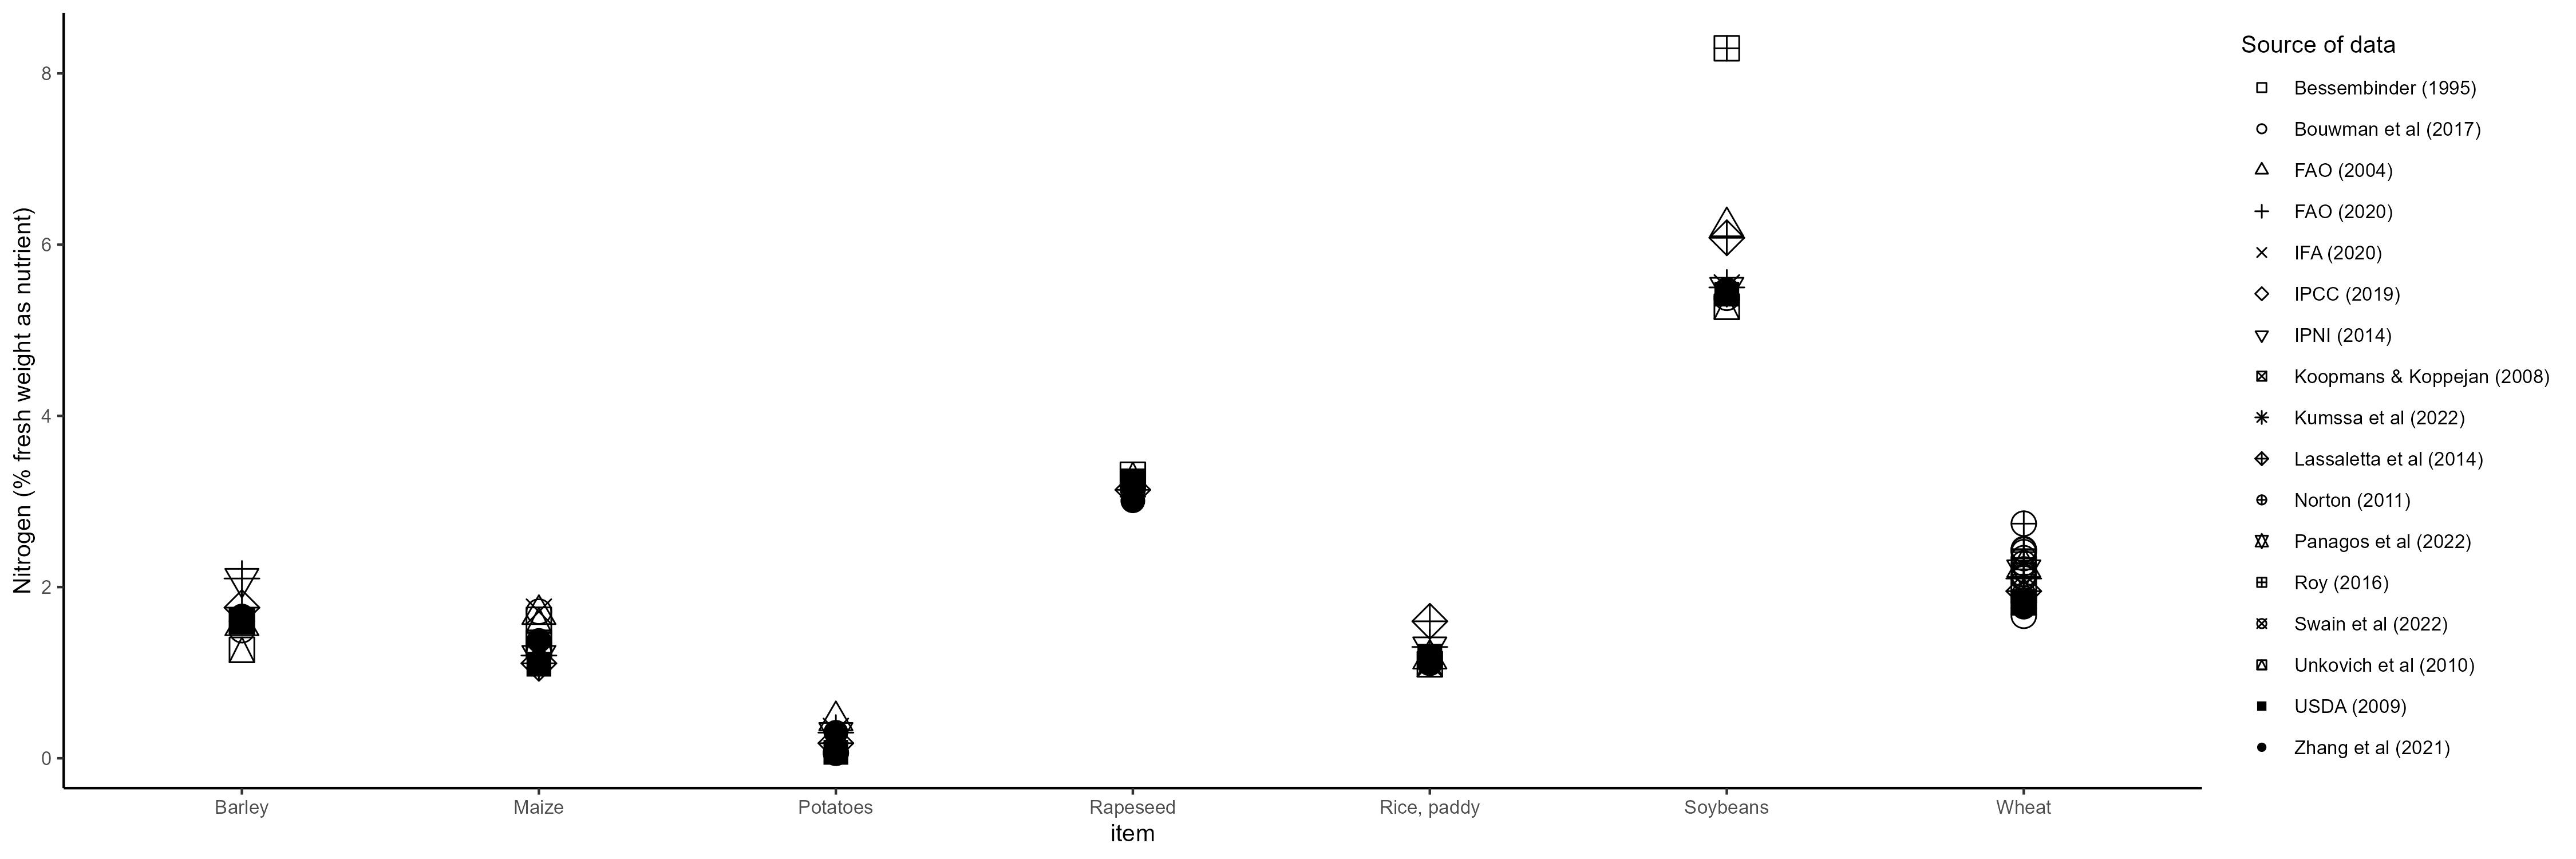 Nitrogen (% fresh weight as nutrient)
8
6
4
2
0
Barley
Maize
Potatoes
Rapeseed
Rice, paddy
Soybeans
Wheat
item
Source of data
Bessembinder (1995)
Bouwman et al (2017)
FAO (2004)
FAO (2020)
IFA (2020)
IPCC (2019)
IPNI (2014)
Koopmans & Koppejan (2008)
Kumssa et al (2022)
Lassaletta et al (2014)
Norton (2011)
Panagos et al (2022)
Roy (2016)
Swain et al (2022)
Unkovich et al (2010)
USDA (2009)
Zhang et al (2021)